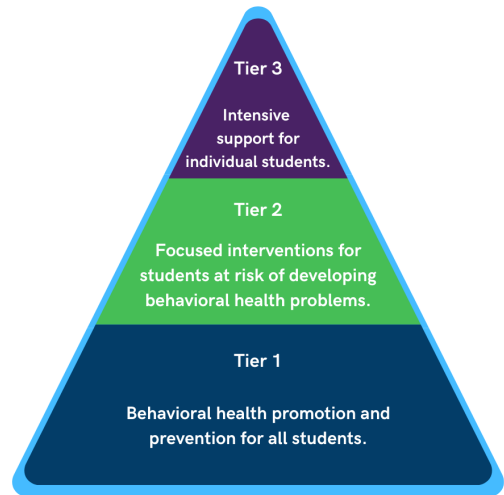 Tier 3
Intensive
support for
individual students.
Tier 2
Focused interventions for
students at risk of developing
behavioral health problems.
Tier 1
Behavioral health promotion and
prevention for all students.